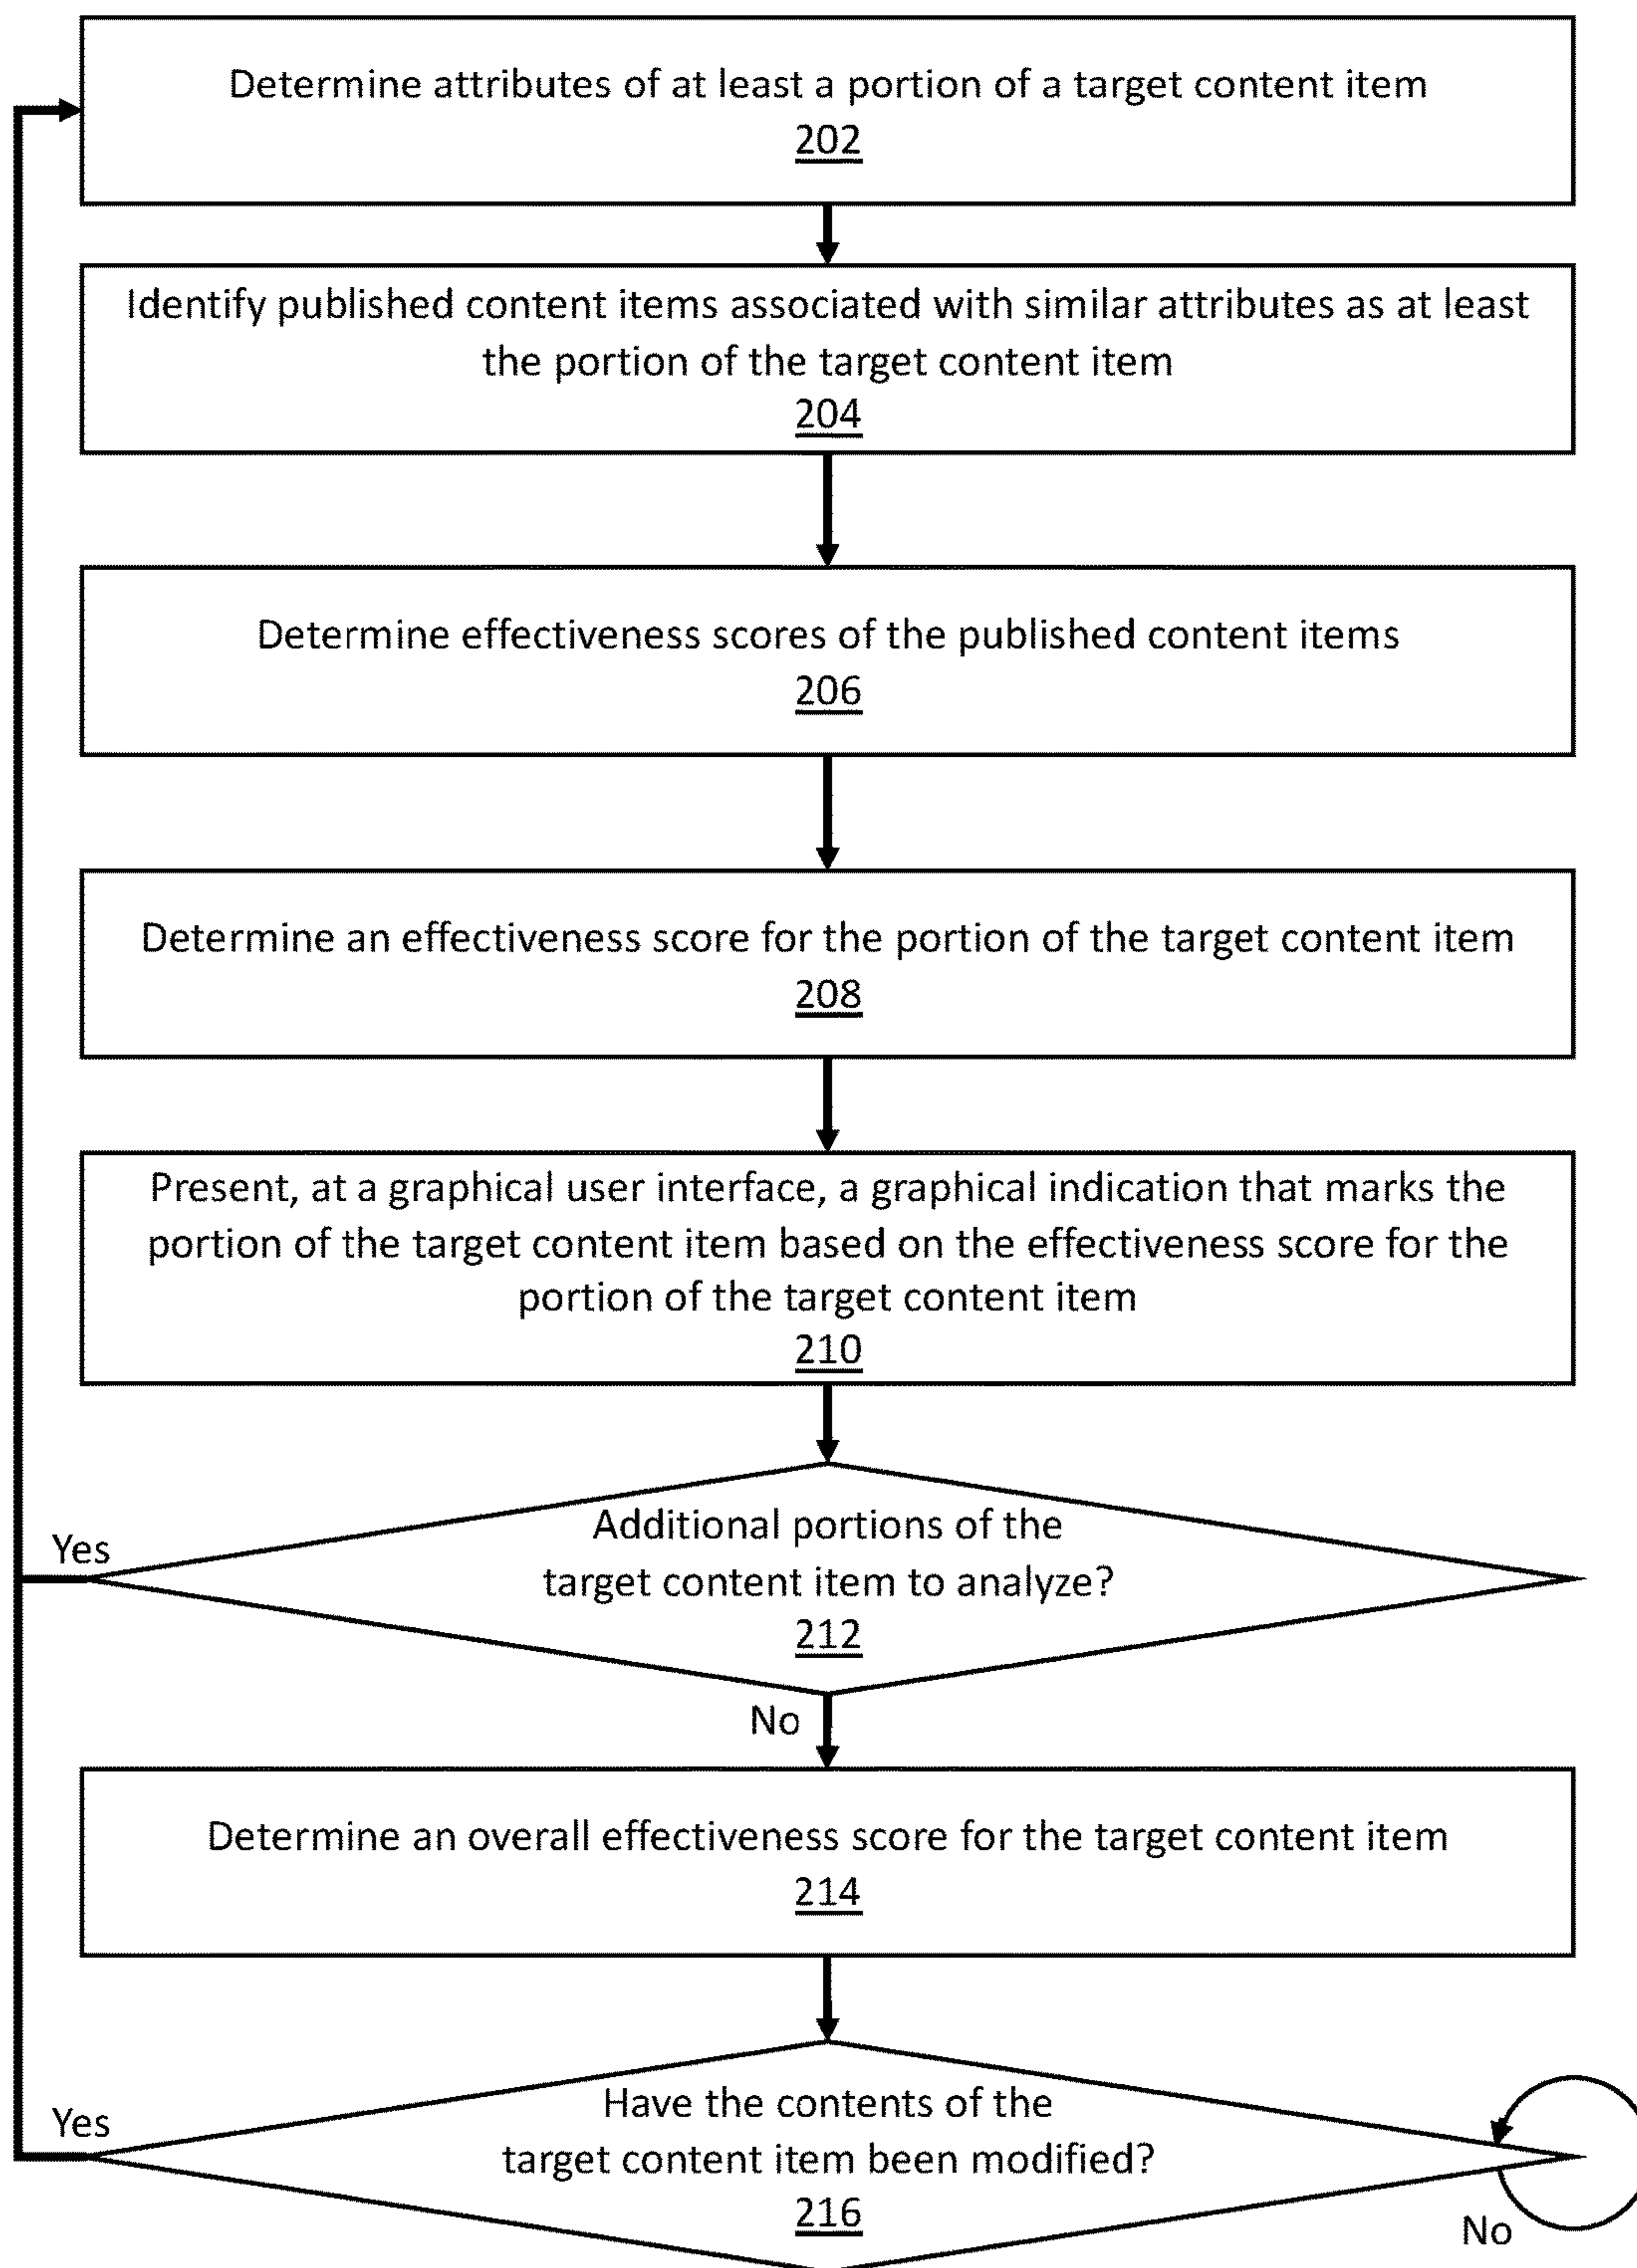 Determine attributes of at least a portion of a target content item
202
Identify published content items associated with similar attributes as at least
the portion of the target content item
204
Determine effectiveness scores of the published content items
206
Determine an effectiveness score for the portion of the target content item
208
Present, at a graphical user interface, a graphical indication that marks the
portion of the target content item based on the effectiveness score for the
portion of the target content item
210
Yes
Additional portions of the
target content item to analyze?
212
No
Determine an overall effectiveness score for the target content item
214
Yes
Have the contents of the
target content item been modified?
216
No